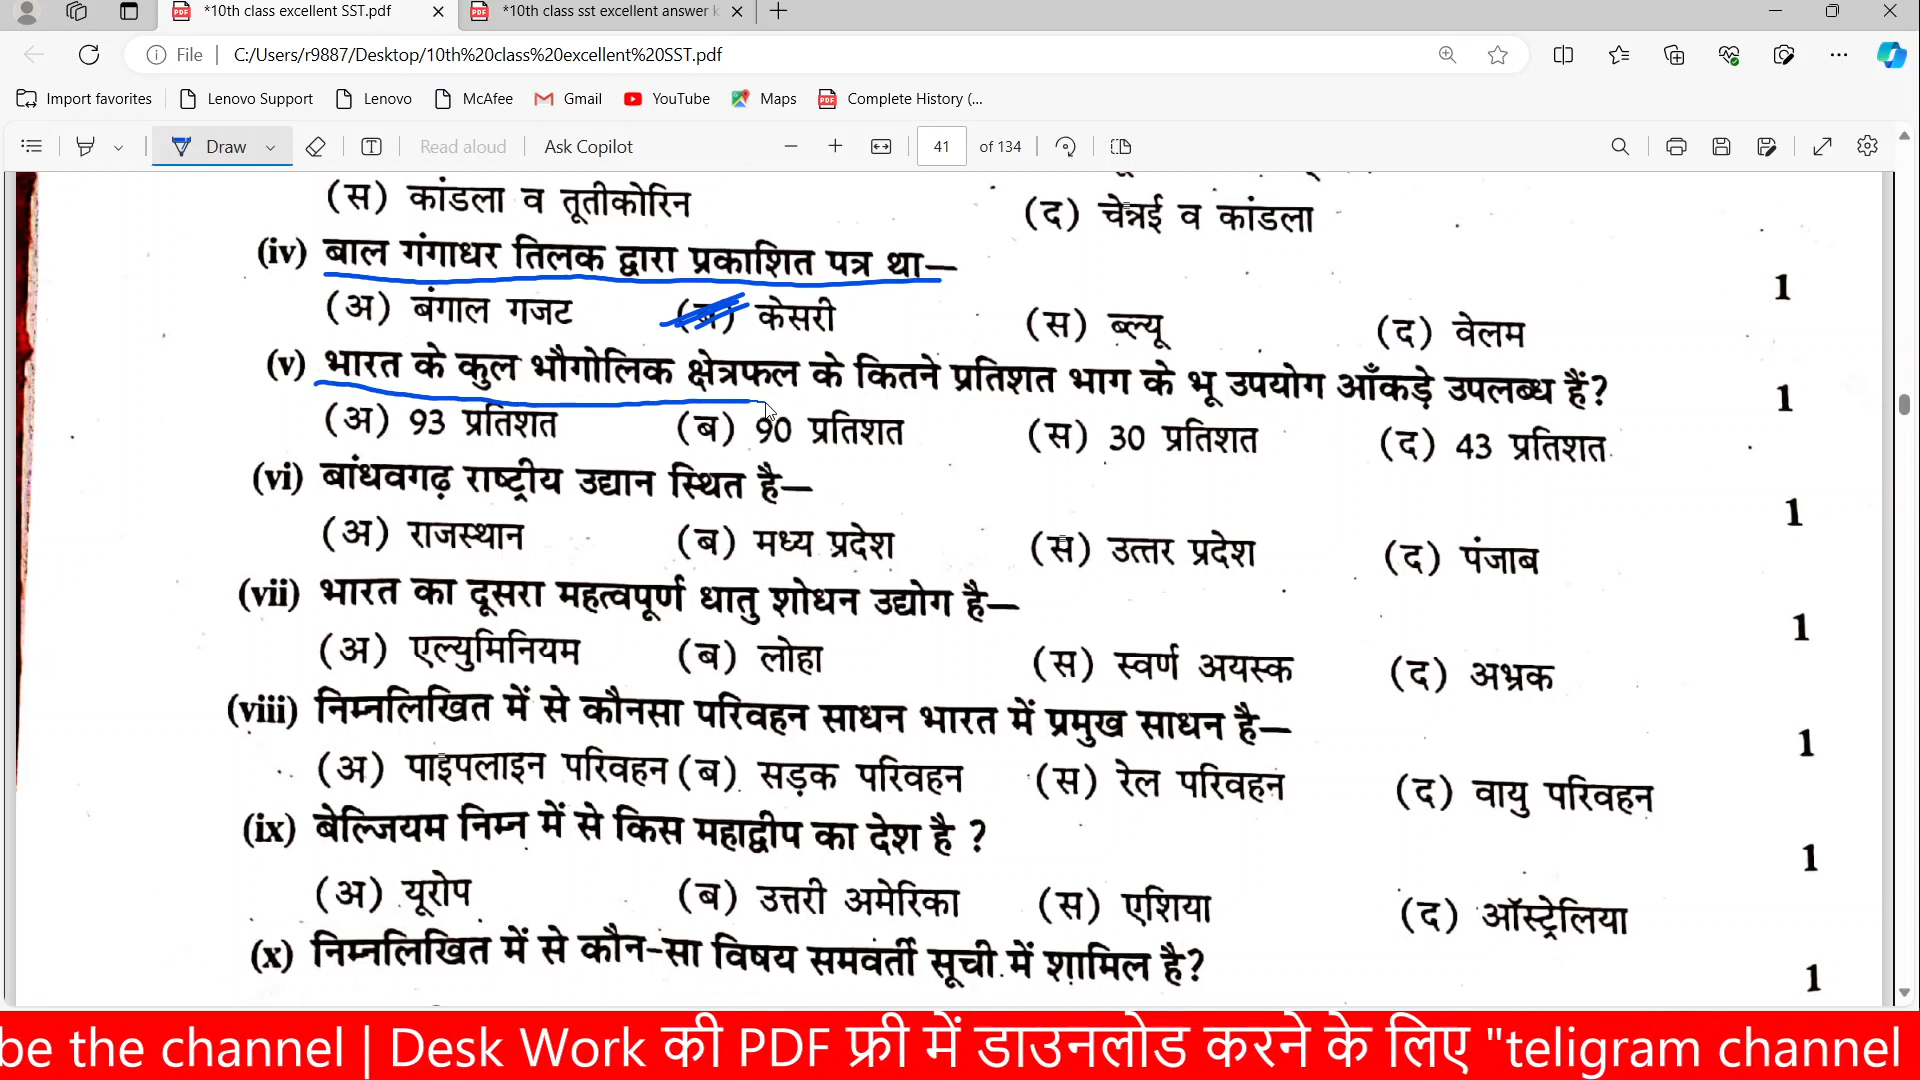 *10th class excellent SST.pdf
*10th class sst excellent answer k
File
C:/Users/r9887/Desktop/10th%20class%20excellent%20SST.pdf
Import favorites
Lenovo Support
Lenovo
McAfee
Gmail
YouTube
Maps
Complete History (...
Draw
Read aloud
Ask Copilot
41 of 134
(स) कांडला व तूतीकोरिन (द) चेन्नई व कांडला
(iv) बाल गंगाधर तिलक द्वारा प्रकाशित पत्र था— 1
(अ) बंगाल गजट (ब) केसरी (स) ब्ल्यू (द) वेलम
(v) भारत के कुल भौगोलिक क्षेत्रफल के कितने प्रतिशत भाग के भू उपयोग आँकड़े उपलब्ध हैं? 1
(अ) 93 प्रतिशत (ब) 90 प्रतिशत (स) 30 प्रतिशत (द) 43 प्रतिशत
(vi) बांधवगढ़ राष्ट्रीय उद्यान स्थित है— 1
(अ) राजस्थान (ब) मध्य प्रदेश (स) उत्तर प्रदेश (द) पंजाब
(vii) भारत का दूसरा महत्वपूर्ण धातु शोधन उद्योग है— 1
(अ) एल्युमिनियम (ब) लोहा (स) स्वर्ण अयस्क (द) अभ्रक
(viii) निम्नलिखित में से कौनसा परिवहन साधन भारत में प्रमुख साधन है— 1
(अ) पाइपलाइन परिवहन (ब) सड़क परिवहन (स) रेल परिवहन (द) वायु परिवहन
(ix) बेल्जियम निम्न में से किस महाद्वीप का देश है ? 1
(अ) यूरोप (ब) उत्तरी अमेरिका (स) एशिया (द) ऑस्ट्रेलिया
(x) निम्नलिखित में से कौन-सा विषय समवर्ती सूची में शामिल है? 1
be the channel | Desk Work की PDF फ्री में डाउनलोड करने के लिए "teligram channel